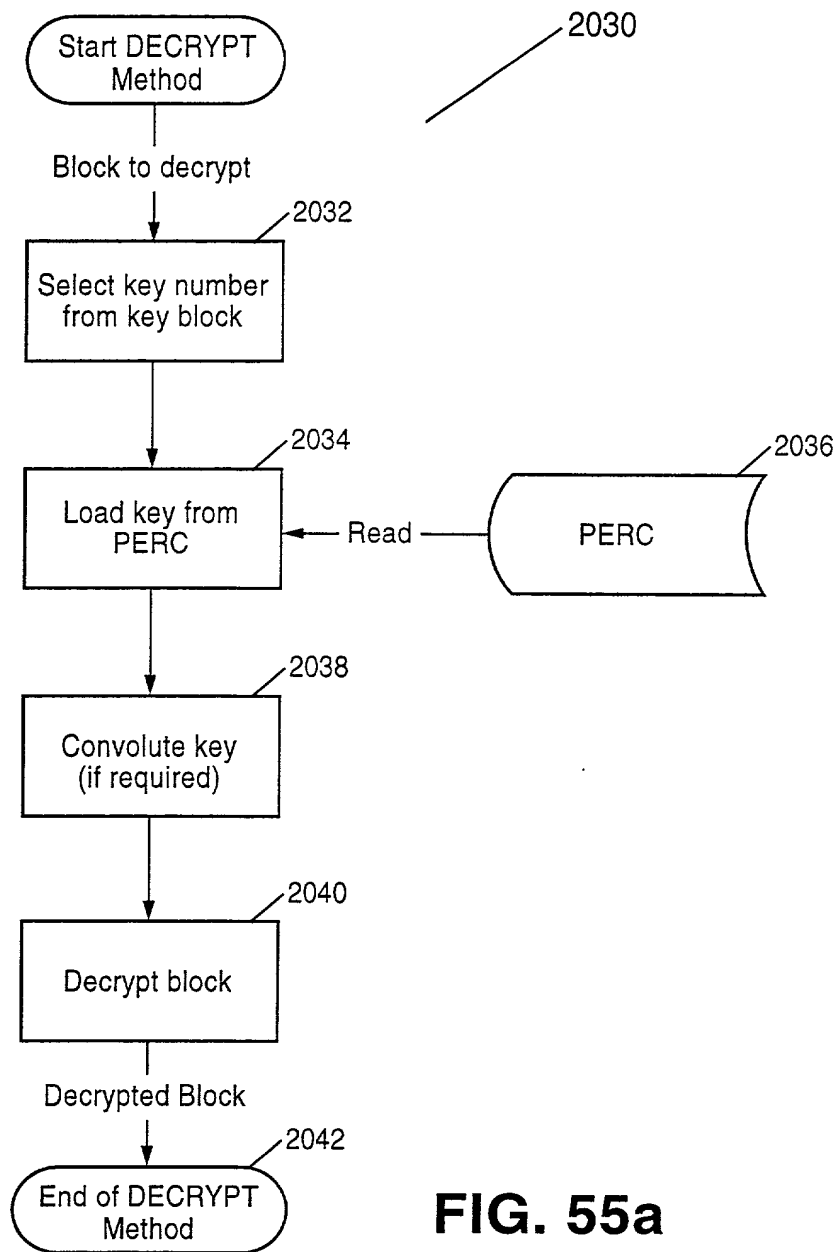 2030
Start DECRYPT
Method
Block to decrypt
2032
Select key number
from key block
2034
Load key from
PERC
Read
2036
PERC
2038
Convolute key
(if required)
2040
Decrypt block
Decrypted Block
2042
End of DECRYPT
Method
FIG. 55a